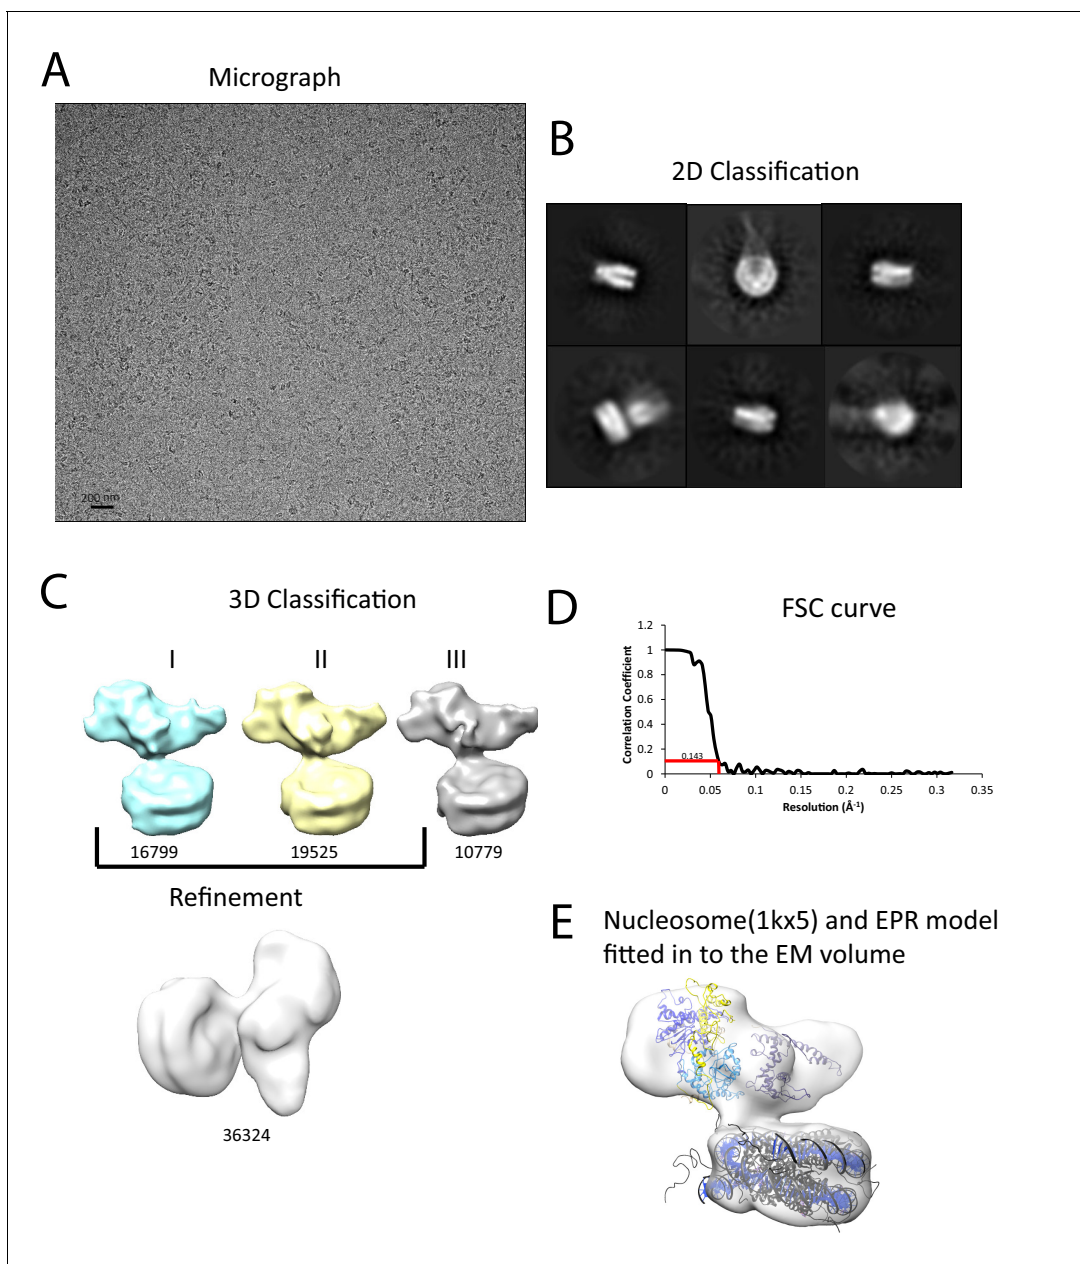 A
Micrograph
200 nm
B
2D Classification
C
3D Classification
I II III
16799 19525 10779
Refinement
36324
D
FSC curve
1.2
1
0.8
0.6
0.4
0.2
0
Correlation Coefficient
0.143
0 0.05 0.1 0.15 0.2 0.25 0.3 0.35
Resolution (Å-1)
E
Nucleosome(1kx5) and EPR model
fitted in to the EM volume